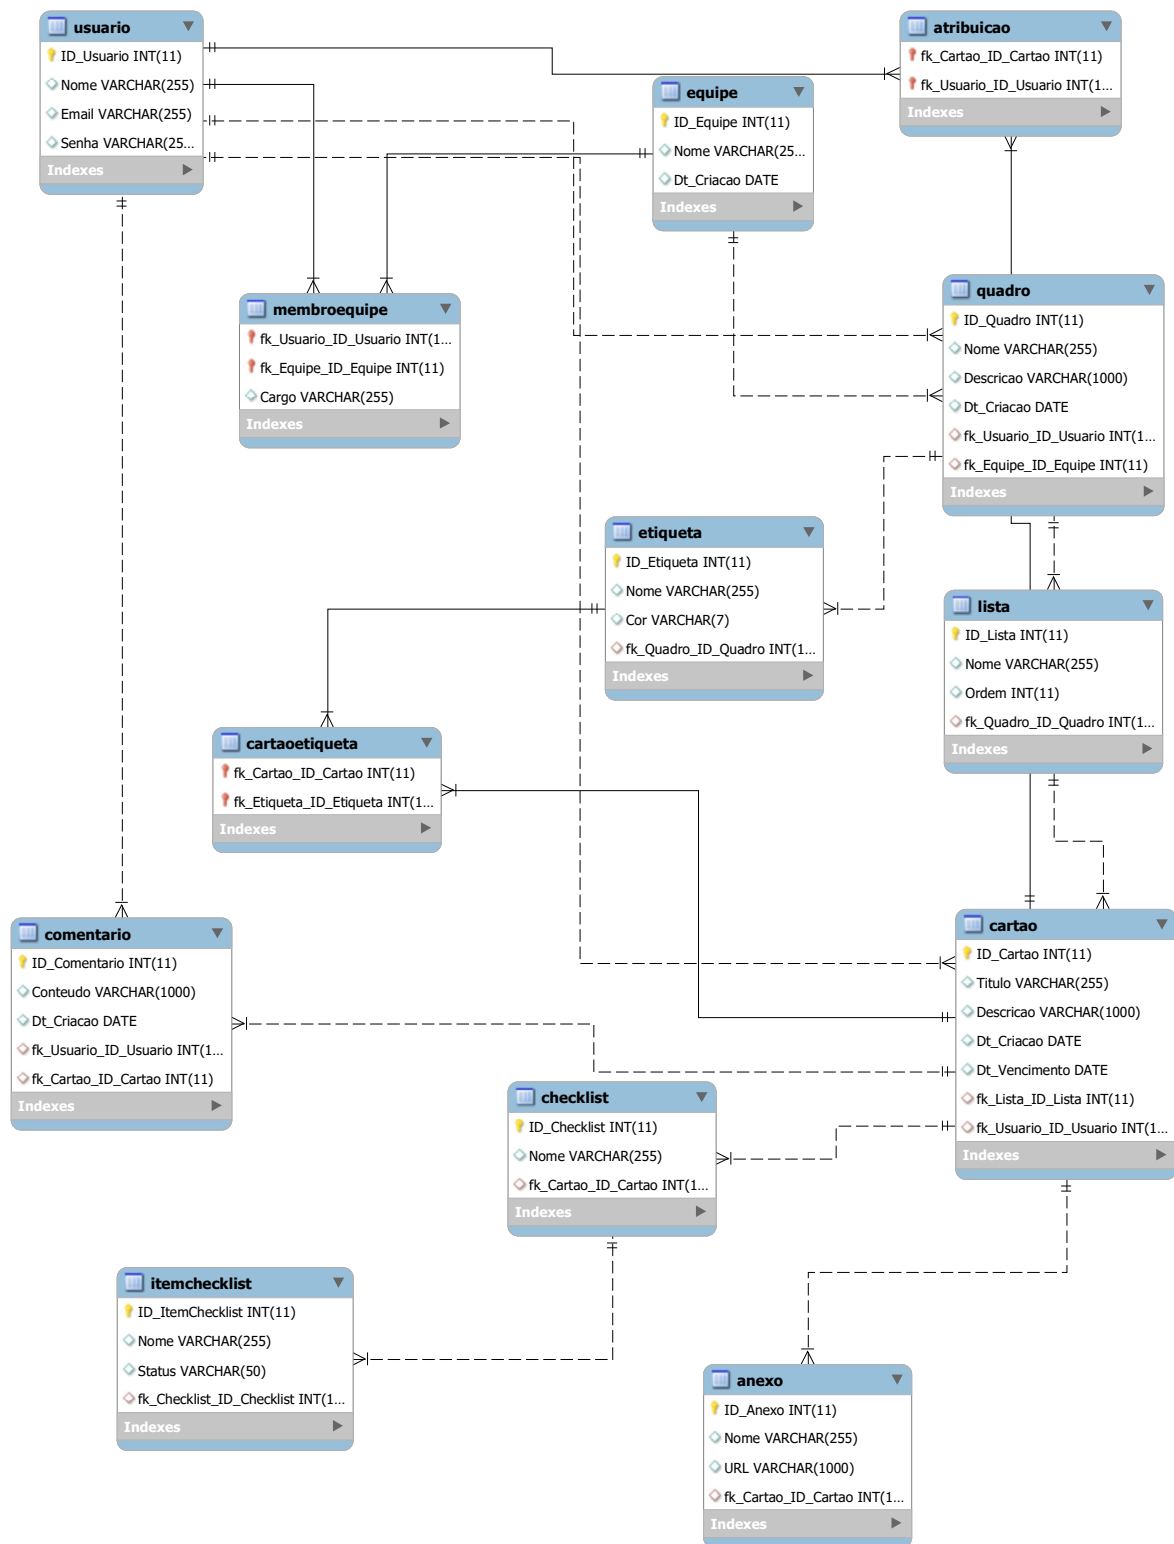 usuario
ID_Usuario INT(11)
Nome VARCHAR(255)
Email VARCHAR(255)
Senha VARCHAR(25...
Indexes
atribuicao
fk_Cartao_ID_Cartao INT(11)
fk_Usuario_ID_Usuario INT(1...
Indexes
equipe
ID_Equipe INT(11)
Nome VARCHAR(25...
Dt_Criacao DATE
Indexes
membroequipe
fk_Usuario_ID_Usuario INT(1...
fk_Equipe_ID_Equipe INT(11)
Cargo VARCHAR(255)
Indexes
quadro
ID_Quadro INT(11)
Nome VARCHAR(255)
Descricao VARCHAR(1000)
Dt_Criacao DATE
fk_Usuario_ID_Usuario INT(1...
fk_Equipe_ID_Equipe INT(11)
Indexes
etiqueta
ID_Etiqueta INT(11)
Nome VARCHAR(255)
Cor VARCHAR(7)
fk_Quadro_ID_Quadro INT(1...
Indexes
lista
ID_Lista INT(11)
Nome VARCHAR(255)
Ordem INT(11)
fk_Quadro_ID_Quadro INT(1...
Indexes
cartaoetiqueta
fk_Cartao_ID_Cartao INT(11)
fk_Etiqueta_ID_Etiqueta INT(1...
Indexes
comentario
ID_Comentario INT(11)
Conteudo VARCHAR(1000)
Dt_Criacao DATE
fk_Usuario_ID_Usuario INT(1...
fk_Cartao_ID_Cartao INT(11)
Indexes
cartao
ID_Cartao INT(11)
Titulo VARCHAR(255)
Descricao VARCHAR(1000)
Dt_Criacao DATE
Dt_Vencimento DATE
fk_Lista_ID_Lista INT(11)
fk_Usuario_ID_Usuario INT(1...
Indexes
checklist
ID_Checklist INT(11)
Nome VARCHAR(255)
fk_Cartao_ID_Cartao INT(1...
Indexes
itemchecklist
ID_ItemChecklist INT(11)
Nome VARCHAR(255)
Status VARCHAR(50)
fk_Checklist_ID_Checklist INT(1...
Indexes
anexo
ID_Anexo INT(11)
Nome VARCHAR(255)
URL VARCHAR(1000)
fk_Cartao_ID_Cartao INT(1...
Indexes